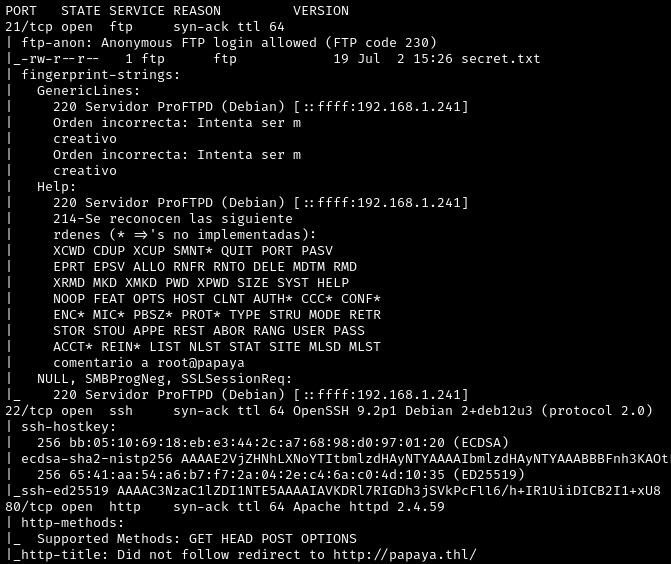 PORT   STATE SERVICE REASON         VERSION
21/tcp open  ftp     syn-ack ttl 64
| ftp-anon: Anonymous FTP login allowed (FTP code 230)
|_-rw-r--r--   1 ftp      ftp            19 Jul  2 15:26 secret.txt
| fingerprint-strings:
|   GenericLines:
|     220 Servidor ProFTPD (Debian) [::ffff:192.168.1.241]
|     Orden incorrecta: Intenta ser m
|     creativo
|     Orden incorrecta: Intenta ser m
|     creativo
|   Help:
|     220 Servidor ProFTPD (Debian) [::ffff:192.168.1.241]
|     214-Se reconocen las siguiente
|     rdenes (* =>'s no implementadas):
|     XCWD CDUP XCUP SMNT* QUIT PORT PASV
|     EPRT EPSV ALLO RNFR RNTO DELE MDTM RMD
|     XRMD MKD XMKD PWD XPWD SIZE SYST HELP
|     NOOP FEAT OPTS HOST CLNT AUTH* CCC* CONF*
|     ENC* MIC* PBSZ* PROT* TYPE STRU MODE RETR
|     STOR STOU APPE REST ABOR RANG USER PASS
|     ACCT* REIN* LIST NLST STAT SITE MLSD MLST
|     comentario a root@papaya
|   NULL, SMBProgNeg, SSLSessionReq:
|_    220 Servidor ProFTPD (Debian) [::ffff:192.168.1.241]
22/tcp open  ssh     syn-ack ttl 64 OpenSSH 9.2p1 Debian 2+deb12u3 (protocol 2.0)
| ssh-hostkey:
|   256 bb:05:10:69:18:eb:e3:44:2c:a7:68:98:d0:97:01:20 (ECDSA)
| ecdsa-sha2-nistp256 AAAAE2VjZHNhLXNoYTItbmlzdHAyNTYAAAAIbmlzdHAyNTYAAABBBFnh3KAOt
|   256 65:41:aa:54:a6:b7:f7:2a:04:2e:c4:6a:c0:4d:10:35 (ED25519)
|_ssh-ed25519 AAAAC3NzaC1lZDI1NTE5AAAAIAVKDRl7RIGDh3jSVkPcFll6/h+IR1UiiDICB2I1+xU8
80/tcp open  http    syn-ack ttl 64 Apache httpd 2.4.59
| http-methods:
|_  Supported Methods: GET HEAD POST OPTIONS
|_http-title: Did not follow redirect to http://papaya.thl/